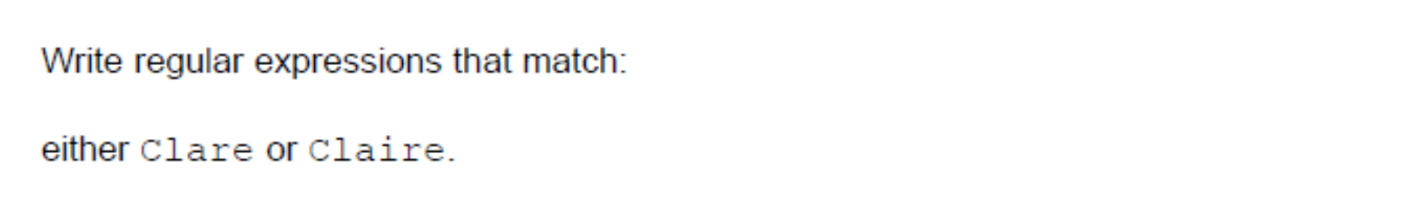 Write regular expressions that match:
either Clare or Claire.